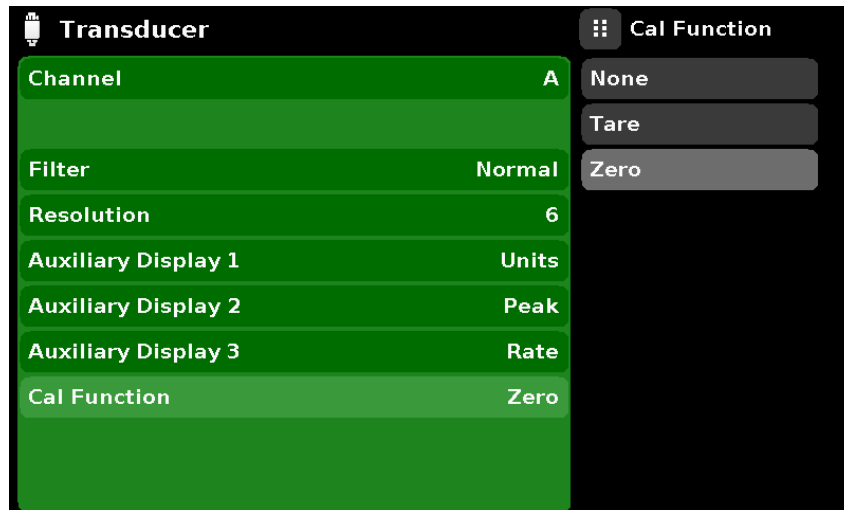 Transducer
Channel A
Filter Normal
Resolution 6
Auxiliary Display 1 Units
Auxiliary Display 2 Peak
Auxiliary Display 3 Rate
Cal Function Zero
Cal Function
None
Tare
Zero